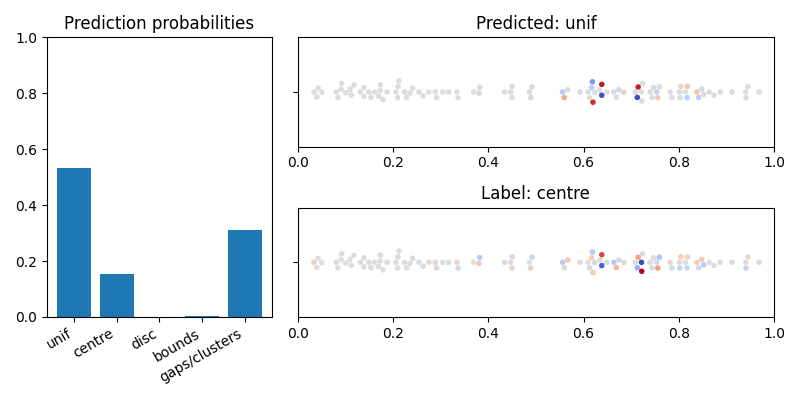 Prediction probabilities
1.0
0.8
0.6
0.4
0.2
0.0
unif
centre
disc
bounds
gaps/clusters
Predicted: unif
0.0 0.2 0.4 0.6 0.8 1.0
Label: centre
0.0 0.2 0.4 0.6 0.8 1.0